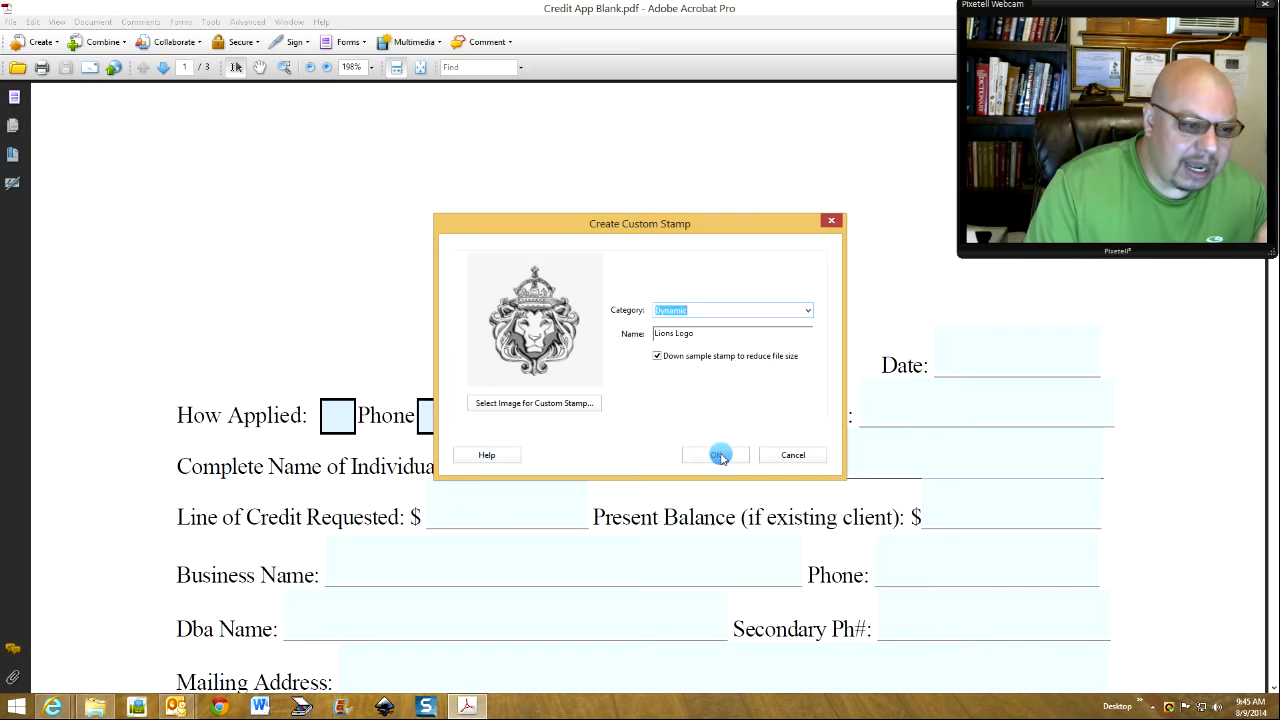 Credit App Blank.pdf - Adobe Acrobat Pro
Pixetell Webcam
File Edit View Document Comments Forms Tools Advanced Window Help
Create Combine Collaborate Secure Sign Forms Multimedia Comment
1 / 3 198% Find
DICTIONARY
Pixetell®
Create Custom Stamp
Category: Dynamic
Name: Lions Logo
Down sample stamp to reduce file size
Select Image for Custom Stamp...
Help OK Cancel
Date:
How Applied: Phone :
Complete Name of Individua
Line of Credit Requested: $ Present Balance (if existing client): $
Business Name: Phone:
Dba Name: Secondary Ph#:
Mailing Address:
Desktop 9:45 AM
8/9/2014